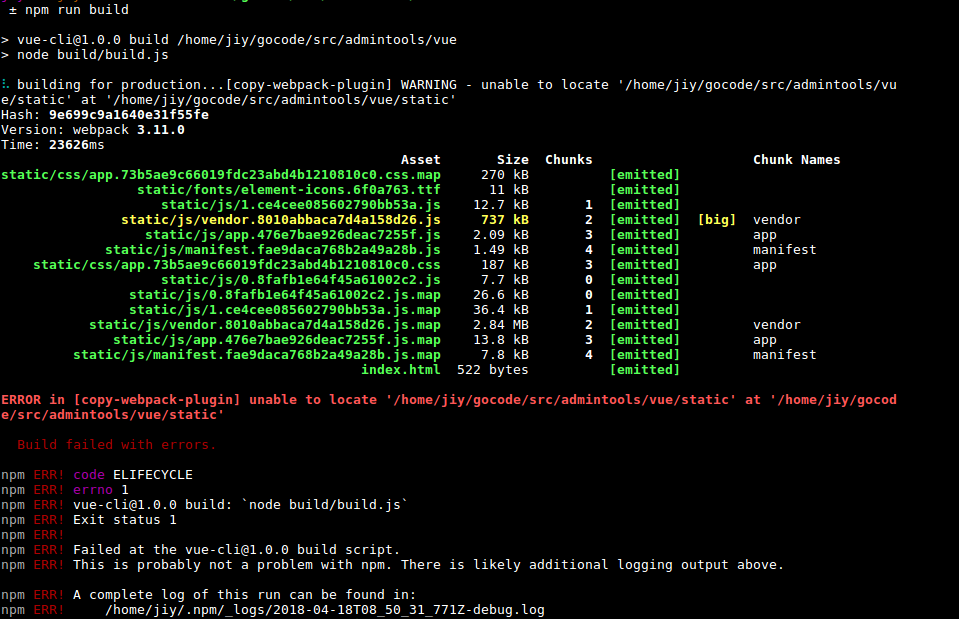 ± npm run build
> vue-cli@1.0.0 build /home/jiy/gocode/src/admintools/vue
> node build/build.js
⠧ building for production...[copy-webpack-plugin] WARNING - unable to locate '/home/jiy/gocode/src/admintools/vu
e/static' at '/home/jiy/gocode/src/admintools/vue/static'
Hash: 9e699c9a1640e31f55fe
Version: webpack 3.11.0
Time: 23626ms
Asset Size Chunks Chunk Names
static/css/app.73b5ae9c66019fdc23abd4b1210810c0.css.map 270 kB [emitted]
static/fonts/element-icons.6f0a763.ttf 11 kB [emitted]
static/js/1.ce4cee085602790bb53a.js 12.7 kB 1 [emitted]
static/js/vendor.8010abbaca7d4a158d26.js 737 kB 2 [emitted] [big] vendor
static/js/app.476e7bae926deac7255f.js 2.09 kB 3 [emitted] app
static/js/manifest.fae9daca768b2a49a28b.js 1.49 kB 4 [emitted] manifest
static/css/app.73b5ae9c66019fdc23abd4b1210810c0.css 187 kB 3 [emitted] app
static/js/0.8fafb1e64f45a61002c2.js 7.7 kB 0 [emitted]
static/js/0.8fafb1e64f45a61002c2.js.map 26.6 kB 0 [emitted]
static/js/1.ce4cee085602790bb53a.js.map 36.4 kB 1 [emitted]
static/js/vendor.8010abbaca7d4a158d26.js.map 2.84 MB 2 [emitted] vendor
static/js/app.476e7bae926deac7255f.js.map 13.8 kB 3 [emitted] app
static/js/manifest.fae9daca768b2a49a28b.js.map 7.8 kB 4 [emitted] manifest
index.html 522 bytes [emitted]
ERROR in [copy-webpack-plugin] unable to locate '/home/jiy/gocode/src/admintools/vue/static' at '/home/jiy/gocod
e/src/admintools/vue/static'
Build failed with errors.
npm ERR! code ELIFECYCLE
npm ERR! errno 1
npm ERR! vue-cli@1.0.0 build: `node build/build.js`
npm ERR! Exit status 1
npm ERR!
npm ERR! Failed at the vue-cli@1.0.0 build script.
npm ERR! This is probably not a problem with npm. There is likely additional logging output above.
npm ERR! A complete log of this run can be found in:
npm ERR! /home/jiy/.npm/_logs/2018-04-18T08_50_31_771Z-debug.log